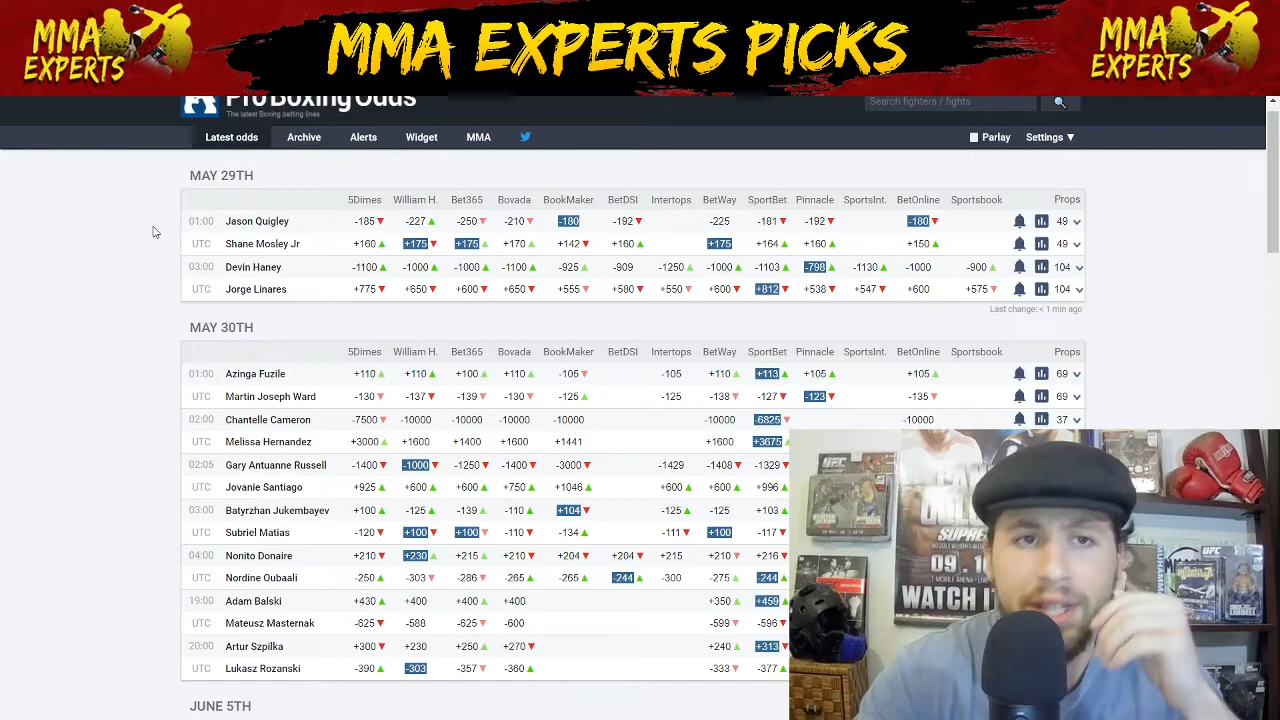 MMA EXPERTS
MMA EXPERTS PICKS
MMA EXPERTS
Pro Boxing Odds
The latest Boxing betting lines
Search fighters / fights
Latest odds Archive Alerts Widget MMA Parlay Settings ▼
MAY 29TH
5Dimes William H. Bet365 Bovada BookMaker BetDSI Intertops BetWay SportBet Pinnacle SportsInt. BetOnline Sportsbook Props
01:00 Jason Quigley -185▼ -227▲ -250▼ -210▼ -180 -192▼ -225 -181▼ -192▼ -180▼ 49
UTC Shane Mosley Jr +160▲ +175▼ +175▲ +170▲ +142▼ +160▲ +175 +164▲ +160▲ +150▲ 49
03:00 Devin Haney -1100▲ -1000▲ -1000▲ -1100▲ -925▲ -909 -1250▲ -1000▲ -1103▲ -798▲ -1130▲ -1000 -900▲ 104
UTC Jorge Linares +775▼ +650▼ +600▼ +650▼ +555▼ +580▼ +550▼ +600▼ +812▼ +538▼ +547▼ +600 +575▼ 104
Last change: < 1 min ago
MAY 30TH
5Dimes William H. Bet365 Bovada BookMaker BetDSI Intertops BetWay SportBet Pinnacle SportsInt. BetOnline Sportsbook Props
01:00 Azinga Fuzile +110▲ +110▲ +100▲ +110▲ -105▼ -105 +110▲ +113▲ +105▲ +105▲ 69
UTC Martin Joseph Ward -130▼ -137▼ -139▼ -130▼ -125▲ -125 -138▼ -127▼ -123▼ -135▼ 69
02:00 Chantelle Cameron -7500▼ -10000 -10000 -10000 -10000 -10000 -6825▼ -10000 37
UTC Melissa Hernandez +3000▲ +1600 +1400 +1600 +1441 +1600 +3675▲
02:05 Gary Antuanne Russell -1400▼ -1000▼ -1250▼ -1400▼ -2400▼ -1429 -1408▼ -1329▼
UTC Jovanie Santiago +925▲ +600▲ +600▲ +750▲ +1046▲ +600▲ +600▲ +996▲
03:00 Batyrzhan Jukembayev +100▲ -125▲ -139▲ -110▲ +104▼ -125▲ -125 +103▲
UTC Subriel Matias -120▼ +100▼ +100▼ -110▼ -124▲ -111▼ +100 -117▼
04:00 Nonito Donaire +210▼ +230▲ +215▲ +210▼ +204▼ +204▼ +215 +210▼ +216▼
UTC Nordine Oubaali -250▲ -303▼ -286▼ -265▲ -244▲ -300 -275▲ -244▲
19:00 Adam Balski +430▲ +400 +400▲ +400 +350▲ +459▲
UTC Mateusz Masternak -625▼ -588 -625▼ -599▼ -596▼
20:00 Artur Szpilka +300▼ +230 +250▲ +270▼ +240▲ +313▼
UTC Lukasz Rozanski -390▲ -303 -357▼ -360▲ -333▼ -377▲
JUNE 5TH
UFC
SUPRE
MIDDLEWEIGHT WOR
09.1
T-MOBILE ARENA
WATCH
UFC